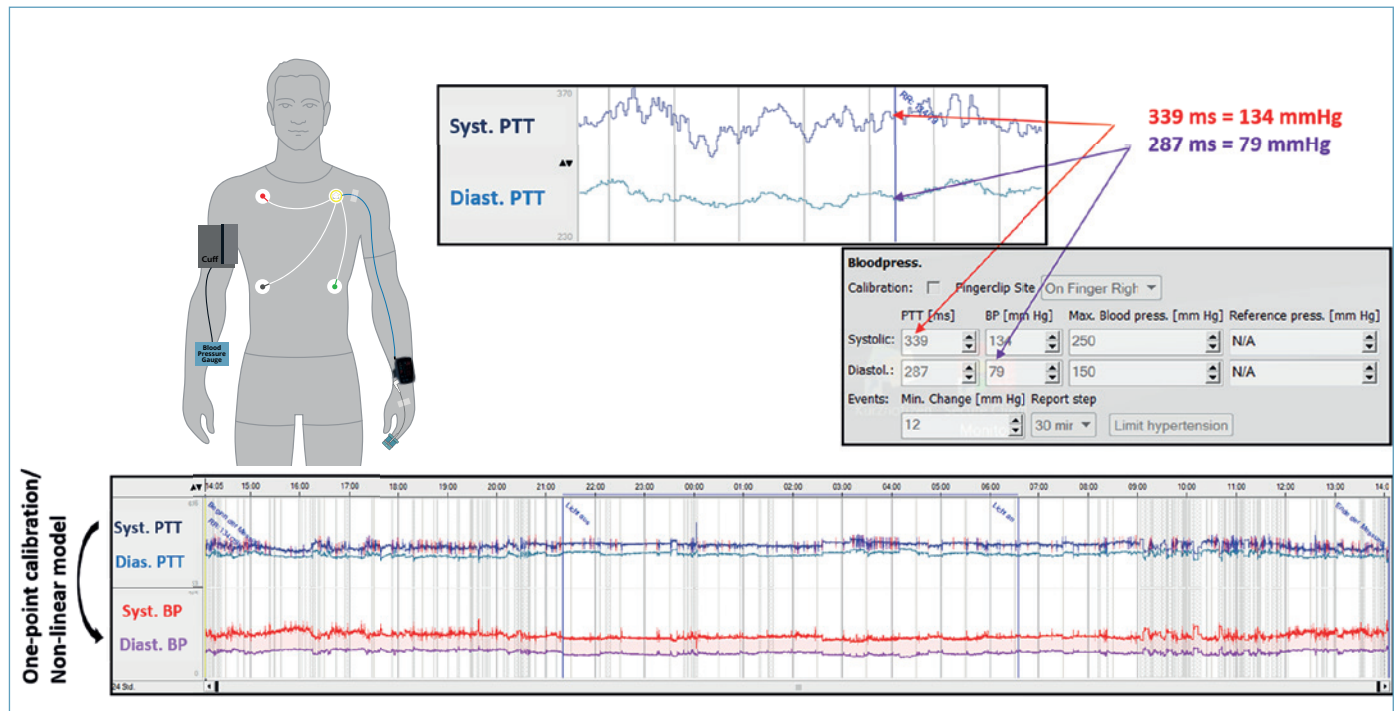 Cuff
Blood
Pressure
Gauge
370
Syst. PTT
Diast. PTT
230
339 ms = 134 mmHg
287 ms = 79 mmHg
Bloodpress.
Calibration: Fingerclip Site On Finger Righ
PTT [ms] BP [mm Hg] Max. Blood press. [mm Hg] Reference press. [mm Hg]
Systolic: 339 134 250 N/A
Diastol.: 287 79 150 N/A
Events: Min. Change [mm Hg] Report step
12 30 mir Limit hypertension
One-point calibration/
Non-linear model
14:05 15:00 16:00 17:00 18:00 19:00 20:00 21:00 22:00 23:00 00:00 01:00 02:00 03:00 04:00 05:00 06:00 07:00 08:00 09:00 10:00 11:00 12:00 13:00 14:0
Licht aus
Licht an
Syst. PTT
Dias. PTT
Syst. BP
Diast. BP
24 Std.